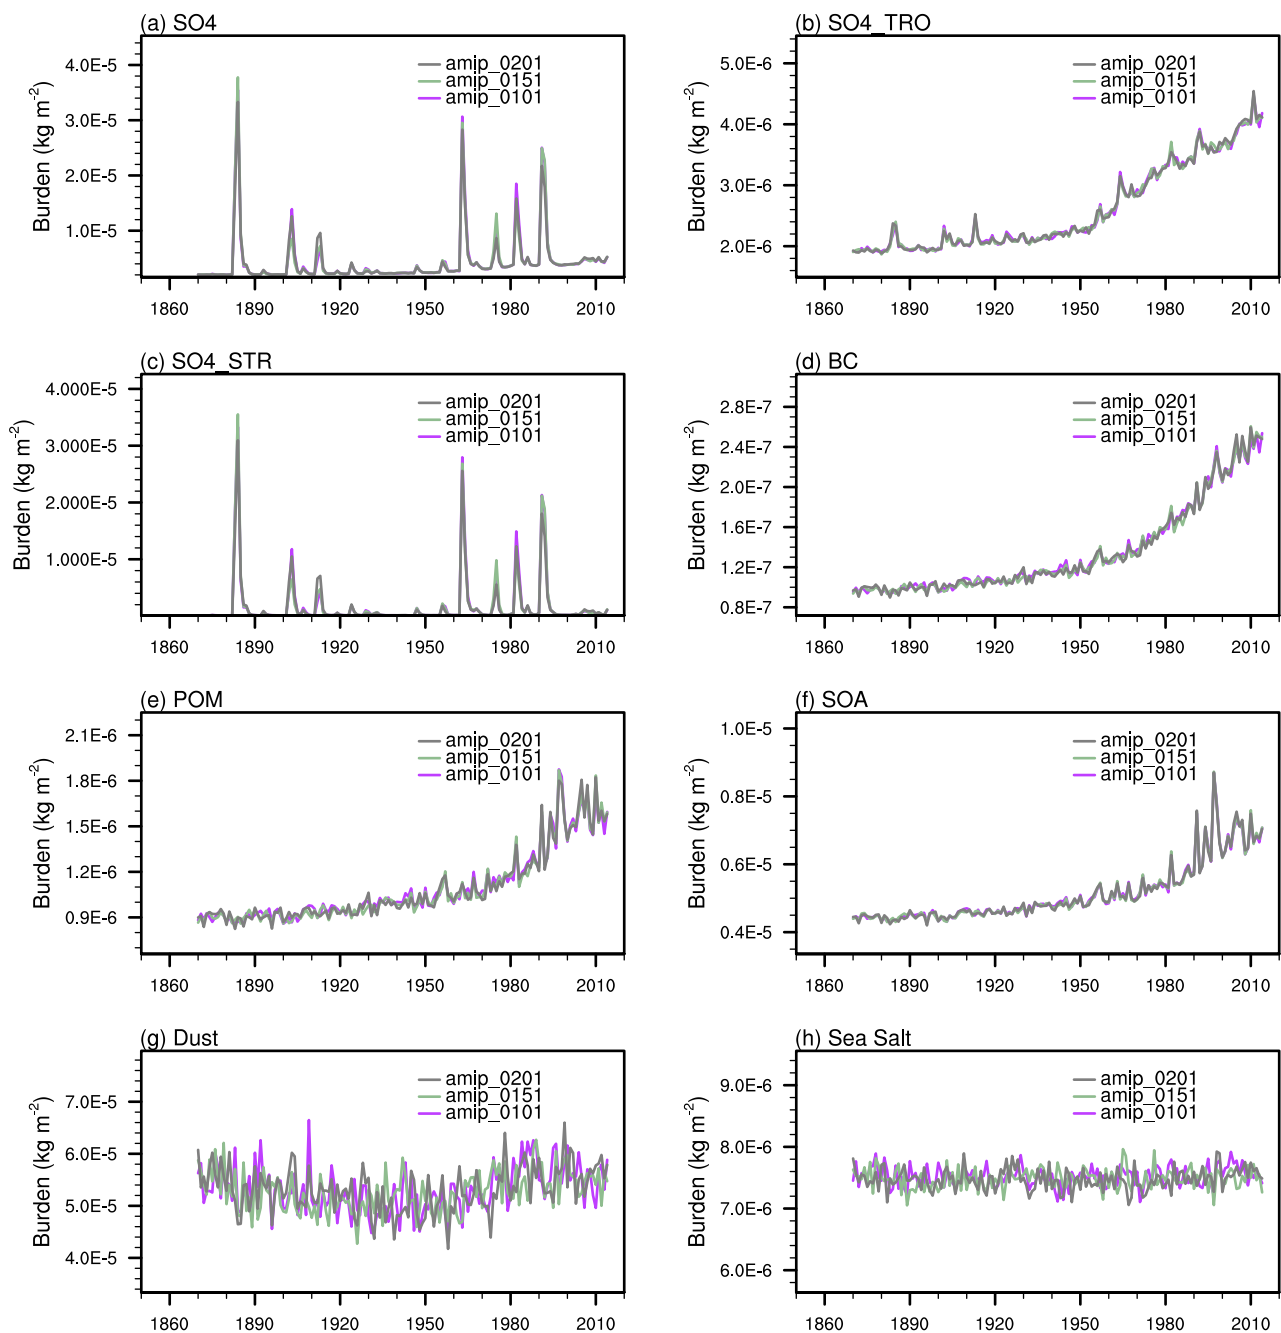 (a) SO4
Burden (kg m-2)
4.0E-5
3.0E-5
2.0E-5
1.0E-5
amip_0201
amip_0151
amip_0101
1860 1890 1920 1950 1980 2010
(b) SO4_TRO
Burden (kg m-2)
5.0E-6
4.0E-6
3.0E-6
2.0E-6
amip_0201
amip_0151
amip_0101
1860 1890 1920 1950 1980 2010
(c) SO4_STR
Burden (kg m-2)
4.000E-5
3.000E-5
2.000E-5
1.000E-5
amip_0201
amip_0151
amip_0101
1860 1890 1920 1950 1980 2010
(d) BC
Burden (kg m-2)
2.8E-7
2.4E-7
2.0E-7
1.6E-7
1.2E-7
0.8E-7
amip_0201
amip_0151
amip_0101
1860 1890 1920 1950 1980 2010
(e) POM
Burden (kg m-2)
2.1E-6
1.8E-6
1.5E-6
1.2E-6
0.9E-6
amip_0201
amip_0151
amip_0101
1860 1890 1920 1950 1980 2010
(f) SOA
Burden (kg m-2)
1.0E-5
0.8E-5
0.6E-5
0.4E-5
amip_0201
amip_0151
amip_0101
1860 1890 1920 1950 1980 2010
(g) Dust
Burden (kg m-2)
7.0E-5
6.0E-5
5.0E-5
4.0E-5
amip_0201
amip_0151
amip_0101
1860 1890 1920 1950 1980 2010
(h) Sea Salt
Burden (kg m-2)
9.0E-6
8.0E-6
7.0E-6
6.0E-6
amip_0201
amip_0151
amip_0101
1860 1890 1920 1950 1980 2010